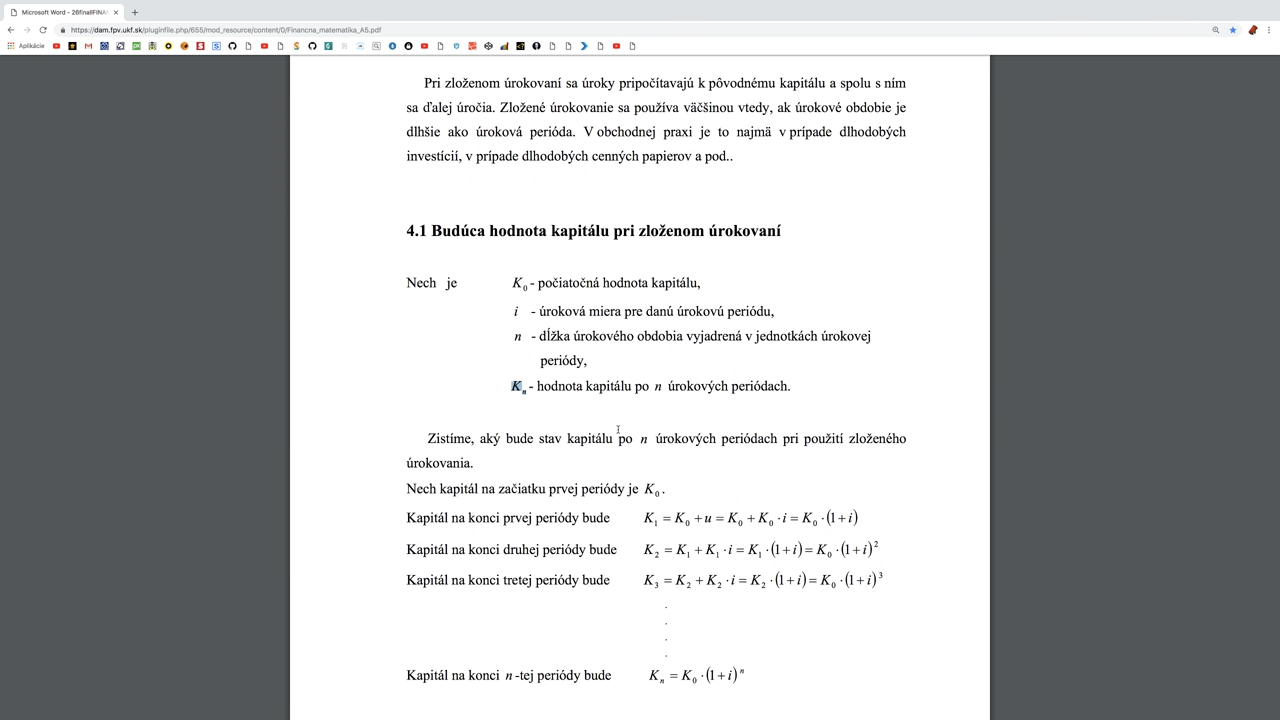 Microsoft Word - 26finallFINAN
https://dam.fpv.ukf.sk/pluginfile.php/655/mod_resource/content/0/Financna_matematika_A5.pdf
Aplikácie
Pri zloženom úrokovaní sa úroky pripočítavajú k pôvodnému kapitálu a spolu s ním
sa ďalej úročia. Zložené úrokovanie sa používa väčšinou vtedy, ak úrokové obdobie je
dlhšie ako úroková perióda. V obchodnej praxi je to najmä v prípade dlhodobých
investícií, v prípade dlhodobých cenných papierov a pod..
4.1 Budúca hodnota kapitálu pri zloženom úrokovaní
Nech je K₀ - počiatočná hodnota kapitálu,
i - úroková miera pre danú úrokovú periódu,
n - dĺžka úrokového obdobia vyjadrená v jednotkách úrokovej
periódy,
Kₙ - hodnota kapitálu po n úrokových periódach.
Zistíme, aký bude stav kapitálu po n úrokových periódach pri použití zloženého
úrokovania.
Nech kapitál na začiatku prvej periódy je K₀.
Kapitál na konci prvej periódy bude K₁ = K₀ + u = K₀ + K₀ · i = K₀ · (1 + i)
Kapitál na konci druhej periódy bude K₂ = K₁ + K₁ · i = K₁ · (1 + i) = K₀ · (1 + i)²
Kapitál na konci tretej periódy bude K₃ = K₂ + K₂ · i = K₂ · (1 + i) = K₀ · (1 + i)³
.
.
.
.
Kapitál na konci n -tej periódy bude Kₙ = K₀ · (1 + i)ⁿ